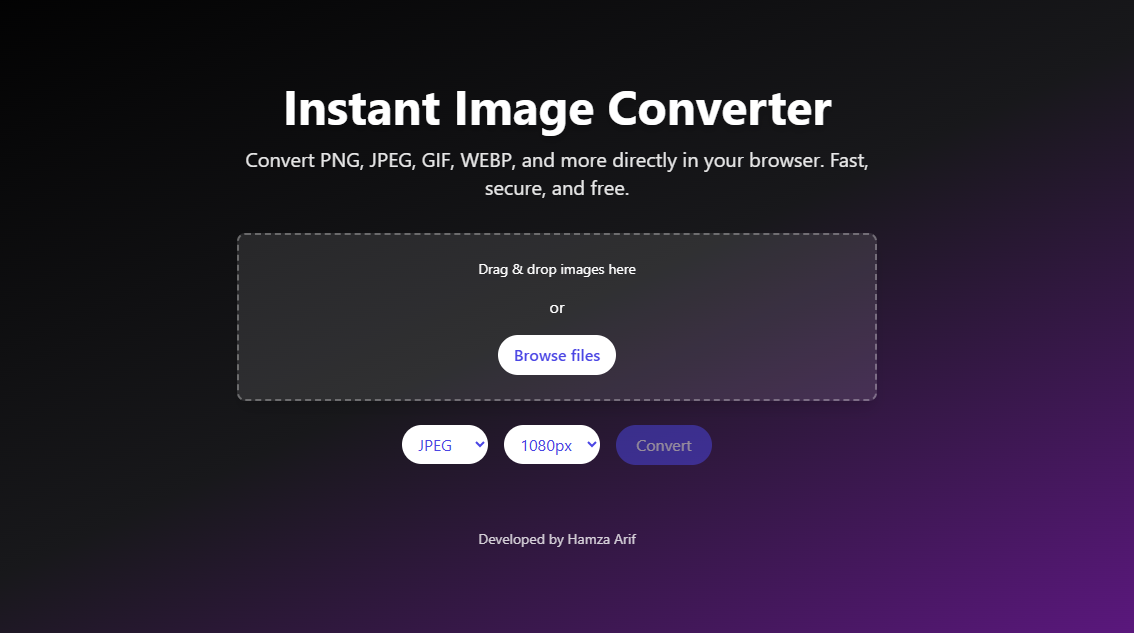 Instant Image Converter
Convert PNG, JPEG, GIF, WEBP, and more directly in your browser. Fast,
secure, and free.
Drag & drop images here
or
Browse files
JPEG 1080px Convert
Developed by Hamza Arif